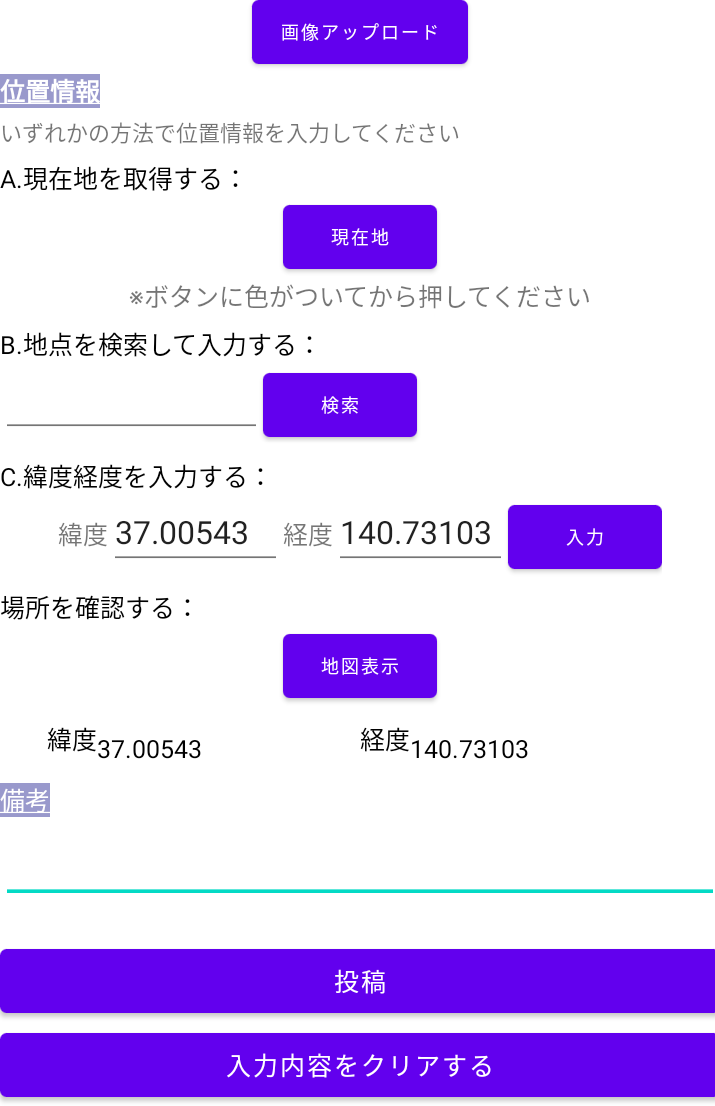 画像アップロード
位置情報
いずれかの方法で位置情報を入力してください
A.現在地を取得する：
現在地
※ボタンに色がついてから押してください
B.地点を検索して入力する：
検索
C.緯度経度を入力する：
緯度 37.00543 経度 140.73103 入力
場所を確認する：
地図表示
緯度37.00543 経度140.73103
備考
投稿
入力内容をクリアする